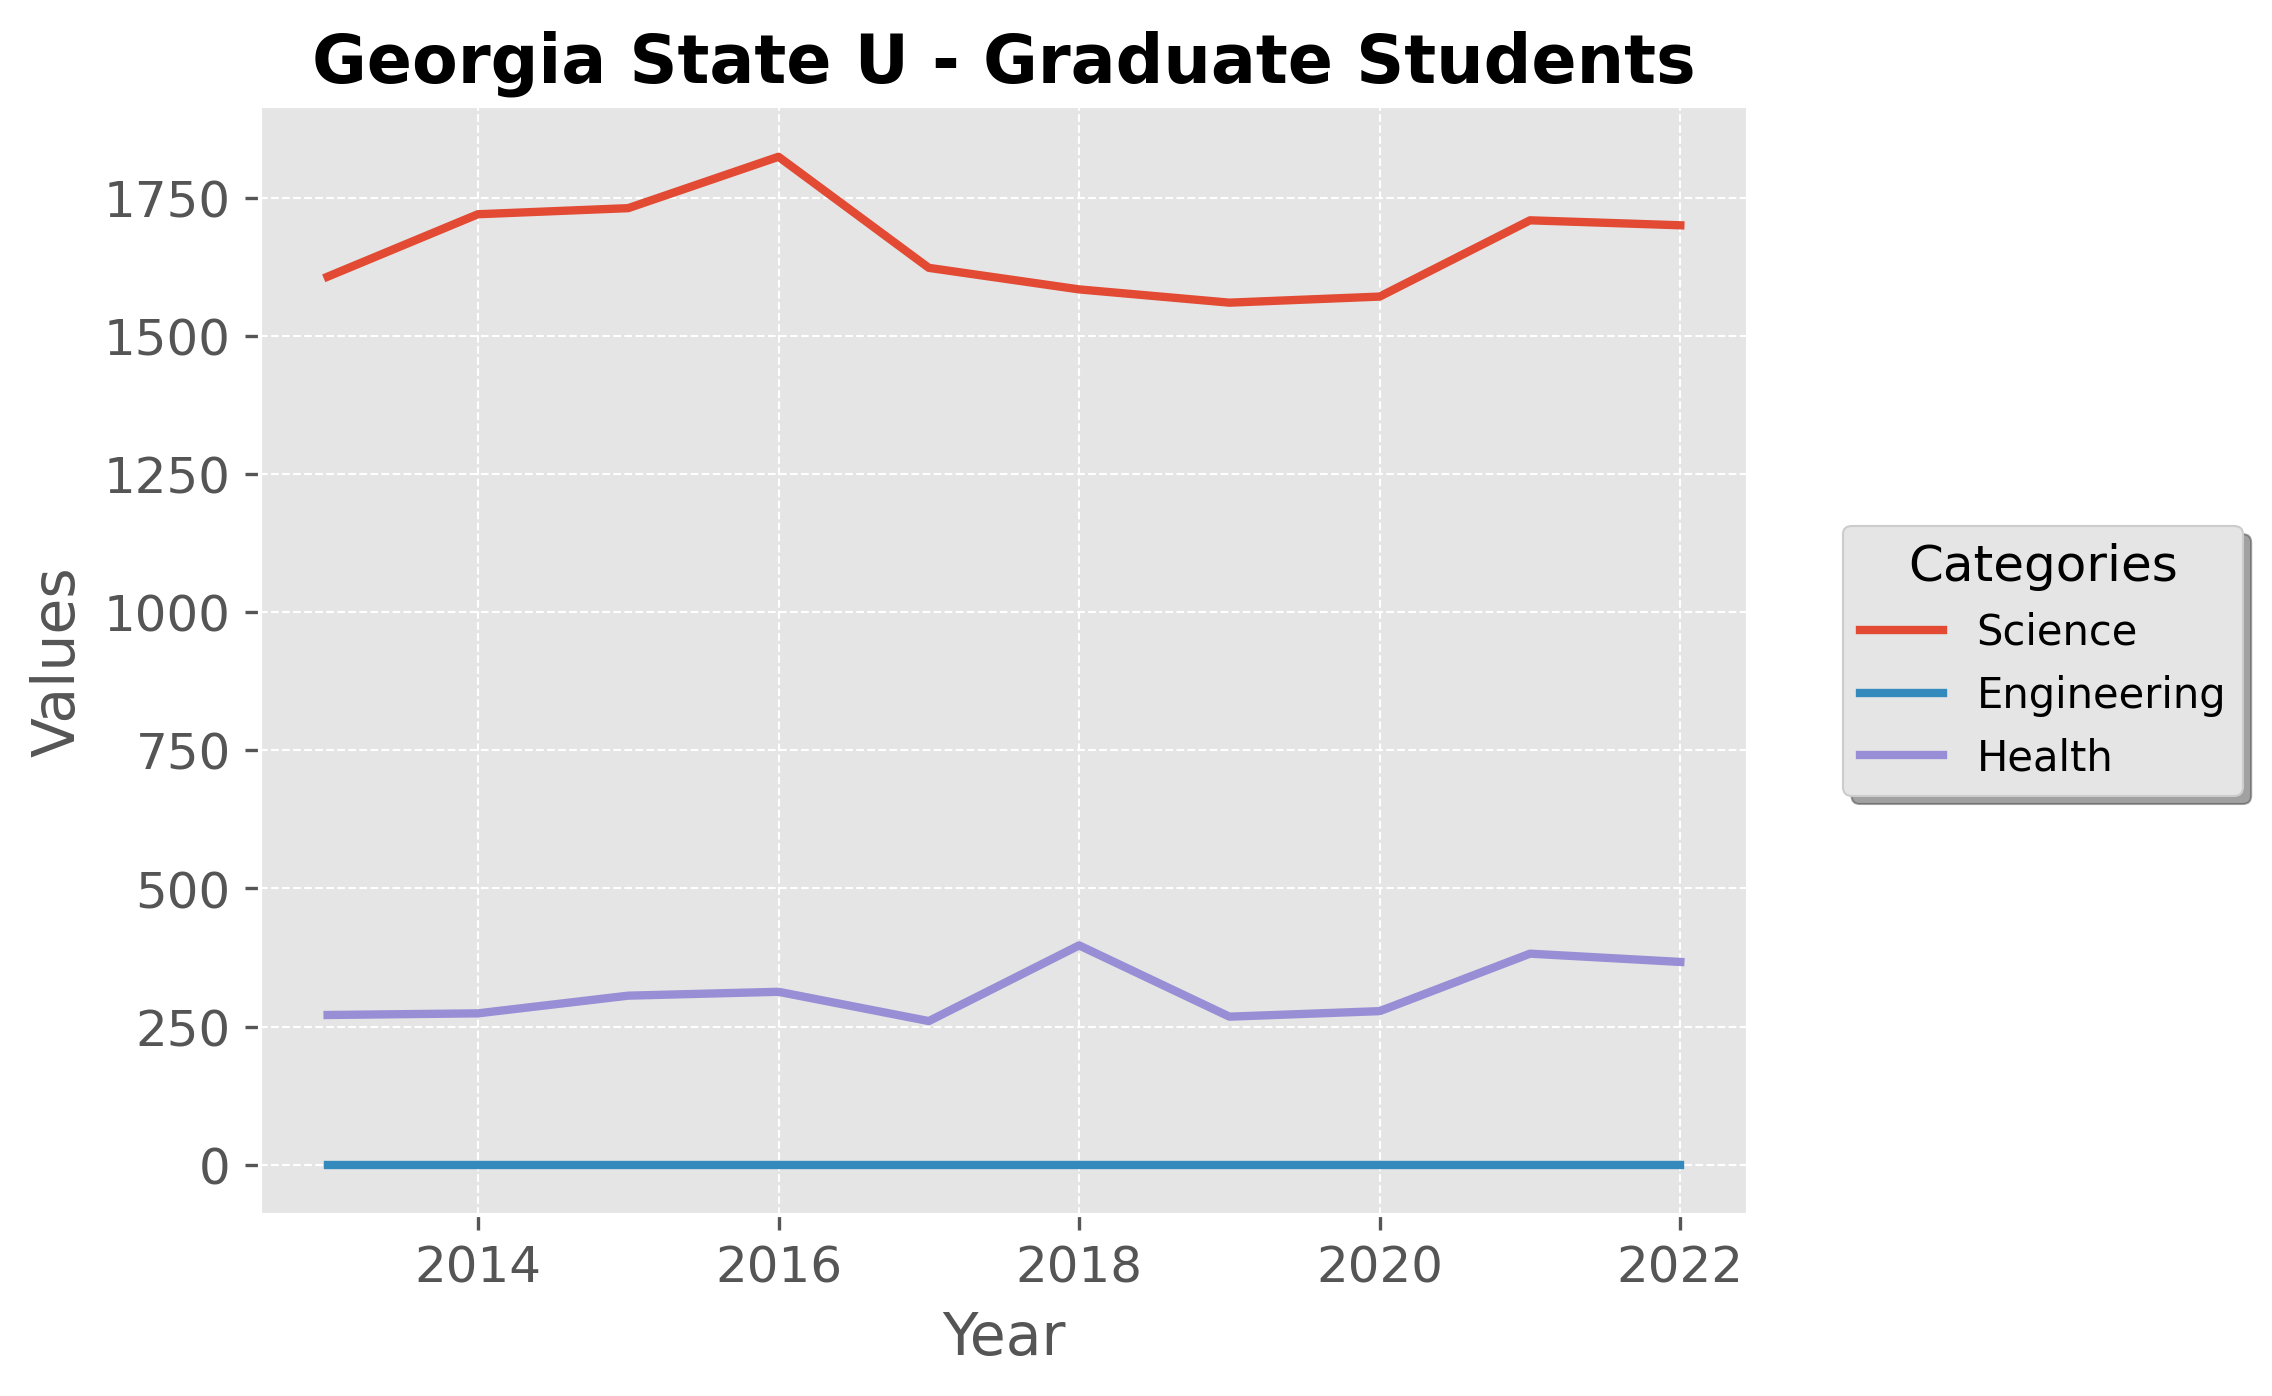 Georgia State U - Graduate Students
Values
1750
1500
1250
1000
750
500
250
0
2014
2016
2018
2020
2022
Year
Categories
Science
Engineering
Health